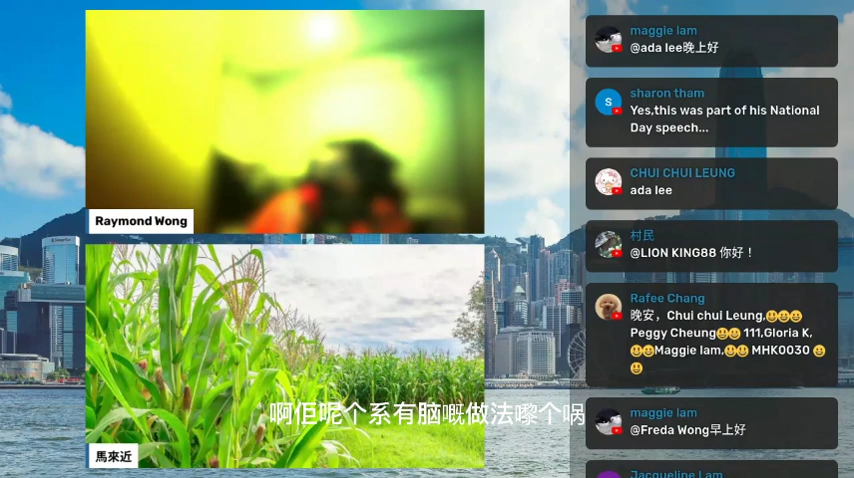 Raymond Wong
馬來近
啊佢呢个系有脑嘅做法嚟个㖞
maggie lam
@ada lee晚上好
S
sharon tham
Yes,this was part of his National
Day speech...
CHUI CHUI LEUNG
ada lee
村民
@LION KING88 你好！
Rafee Chang
晚安，Chui chui Leung,😃😃😃
Peggy Cheung😃😃 111,Gloria K,
😃😃Maggie lam,😃😃 MHK0030 😃
😃
maggie lam
@Freda Wong早上好
Jacqueline Lam